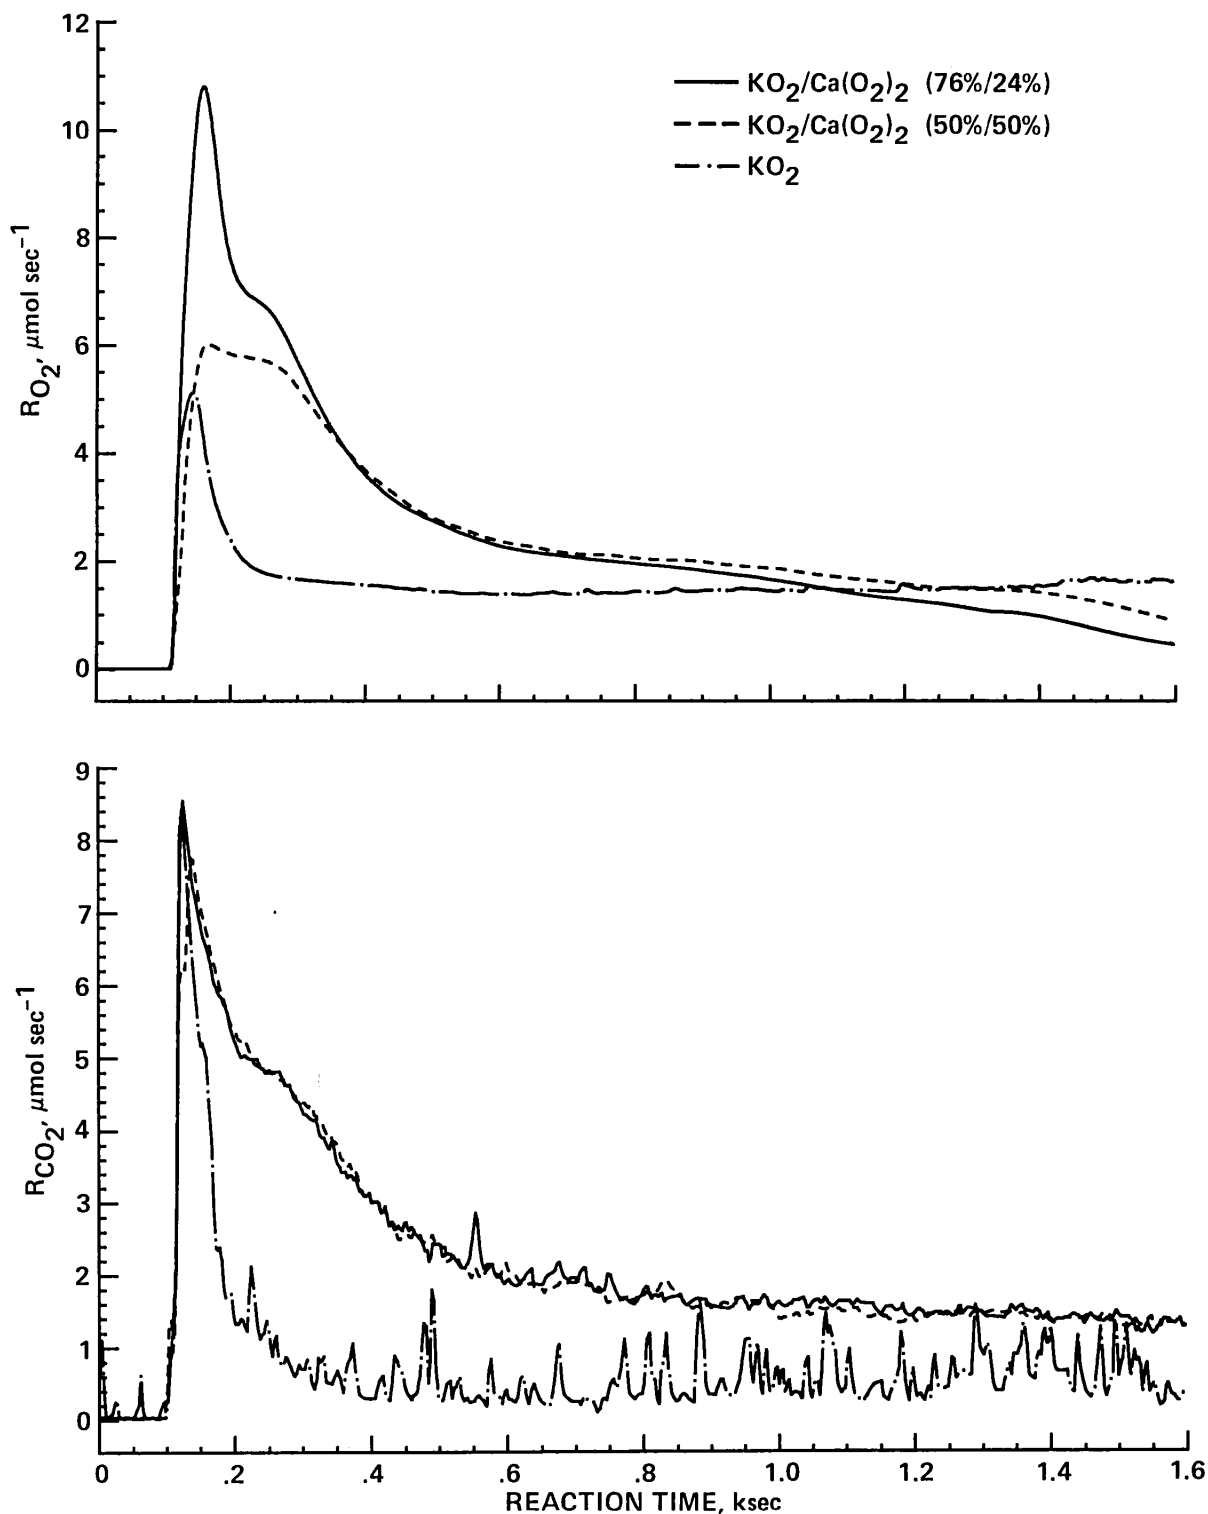 12
10
8
6
4
2
0
R_O2, μmol sec⁻¹
KO₂/Ca(O₂)₂ (76%/24%)
KO₂/Ca(O₂)₂ (50%/50%)
KO₂
9
8
7
6
5
4
3
2
1
0
R_CO2, μmol sec⁻¹
0 .2 .4 .6 .8 1.0 1.2 1.4 1.6
REACTION TIME, ksec